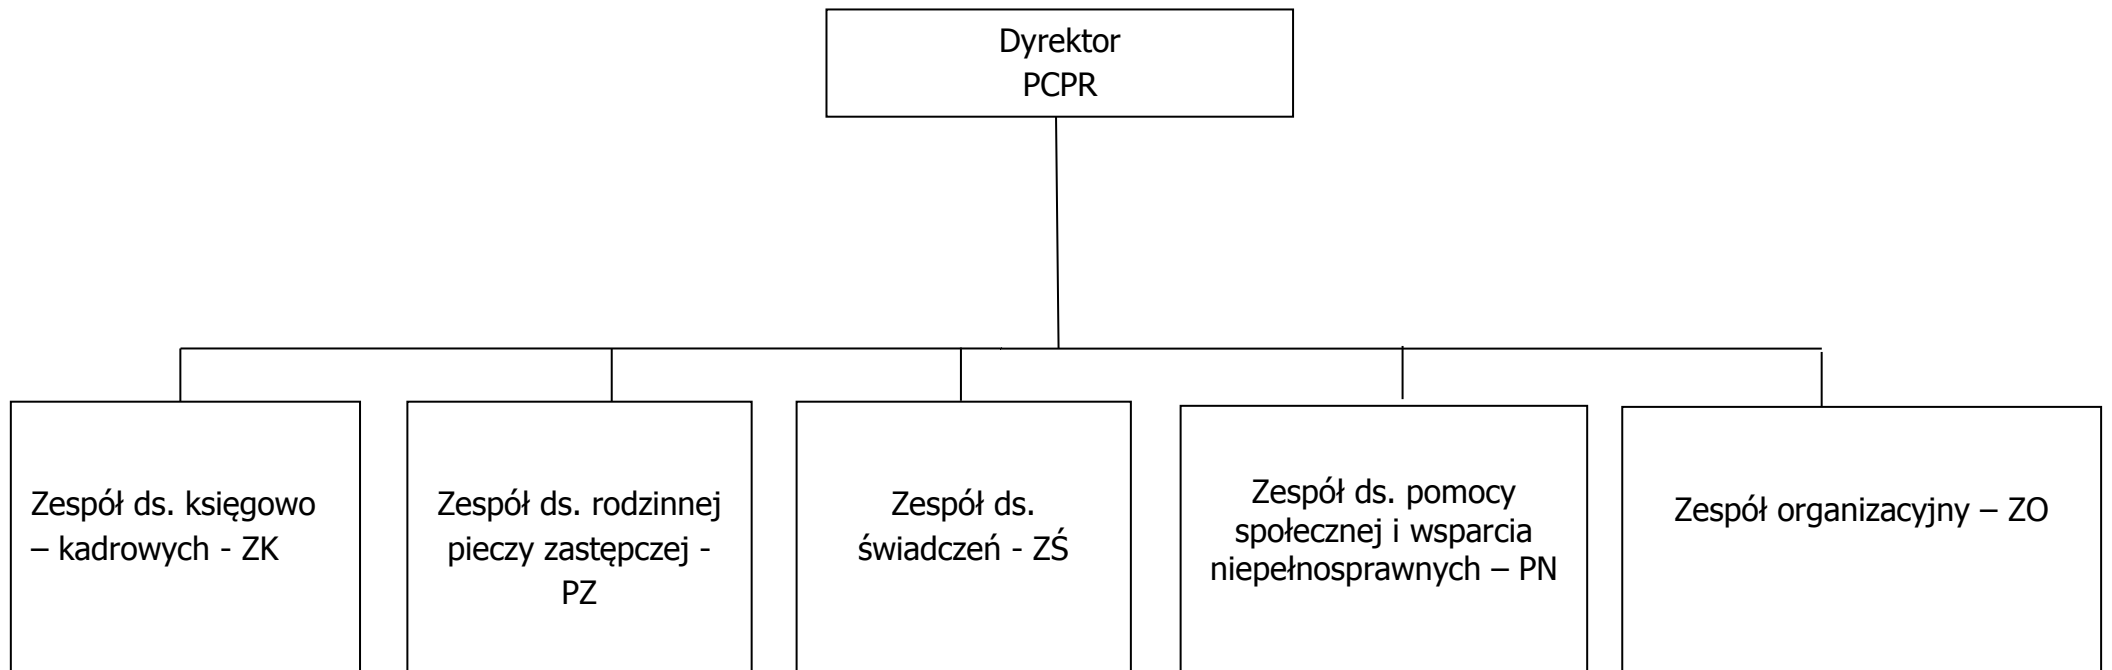 Dyrektor
PCPR
Zespół ds. księgowo
– kadrowych - ZK
Zespół ds. rodzinnej
pieczy zastępczej -
PZ
Zespół ds.
świadczeń - ZŚ
Zespół ds. pomocy
społecznej i wsparcia
niepełnosprawnych – PN
Zespół organizacyjny – ZO